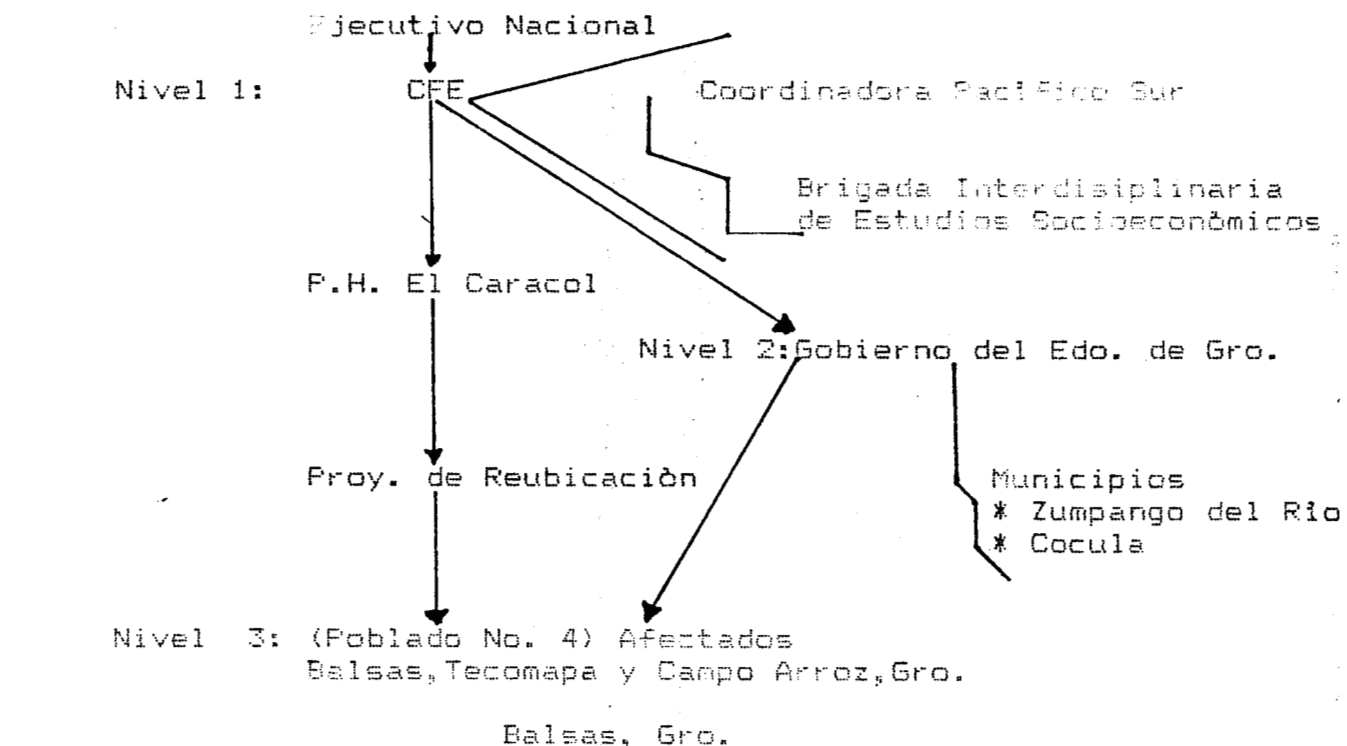 Ejecutivo Nacional
Nivel 1: CFE Coordinadora Pacífico Sur
Brigada Interdisiplinaria
de Estudios Socioeconòmicos
P.H. El Caracol
Nivel 2:Gobierno del Edo. de Gro.
Proy. de Reubicaciòn Municipios
* Zumpango del Río
* Cocula
Nivel 3: (Poblado No. 4) Afectados
Balsas,Tecomapa y Campo Arroz,Gro.
Balsas, Gro.